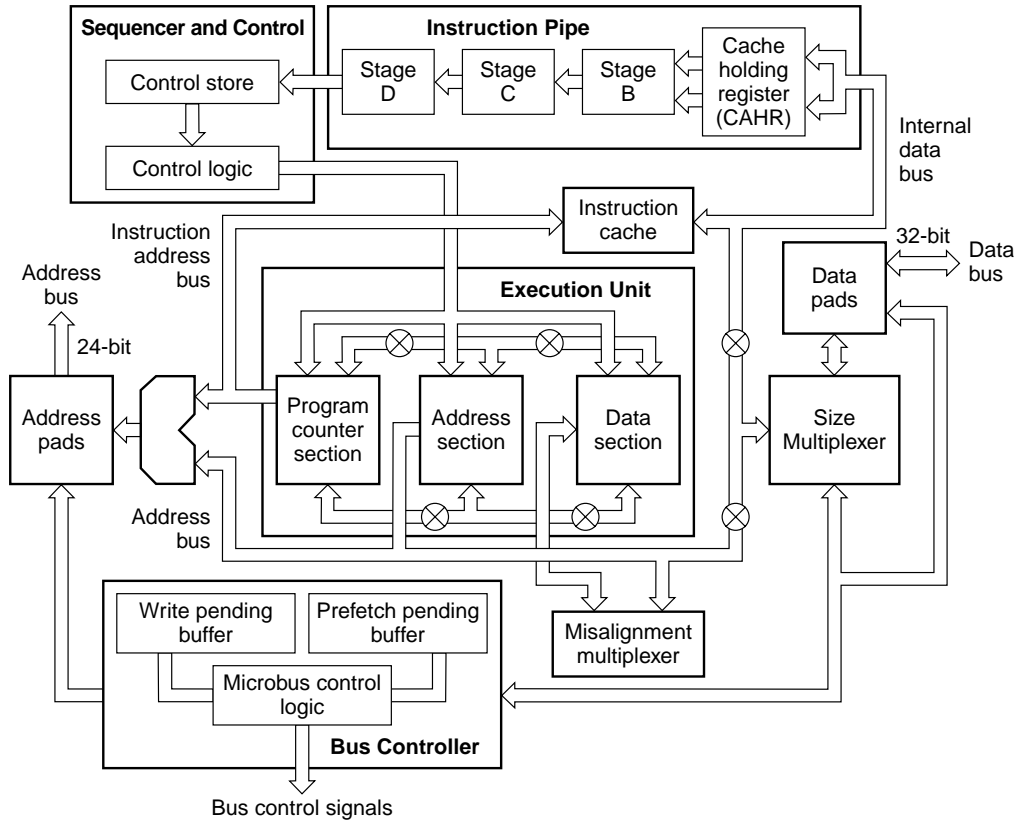 Sequencer and Control
Control store
Control logic
Instruction Pipe
Stage
D
Stage
C
Stage
B
Cache
holding
register
(CAHR)
Internal
data
bus
Instruction
address
bus
Instruction
cache
32-bit
Data
bus
Data
pads
Address
bus
24-bit
Execution Unit
Address
pads
Program
counter
section
Address
section
Data
section
Size
Multiplexer
Address
bus
Write pending
buffer
Prefetch pending
buffer
Misalignment
multiplexer
Microbus control
logic
Bus Controller
Bus control signals